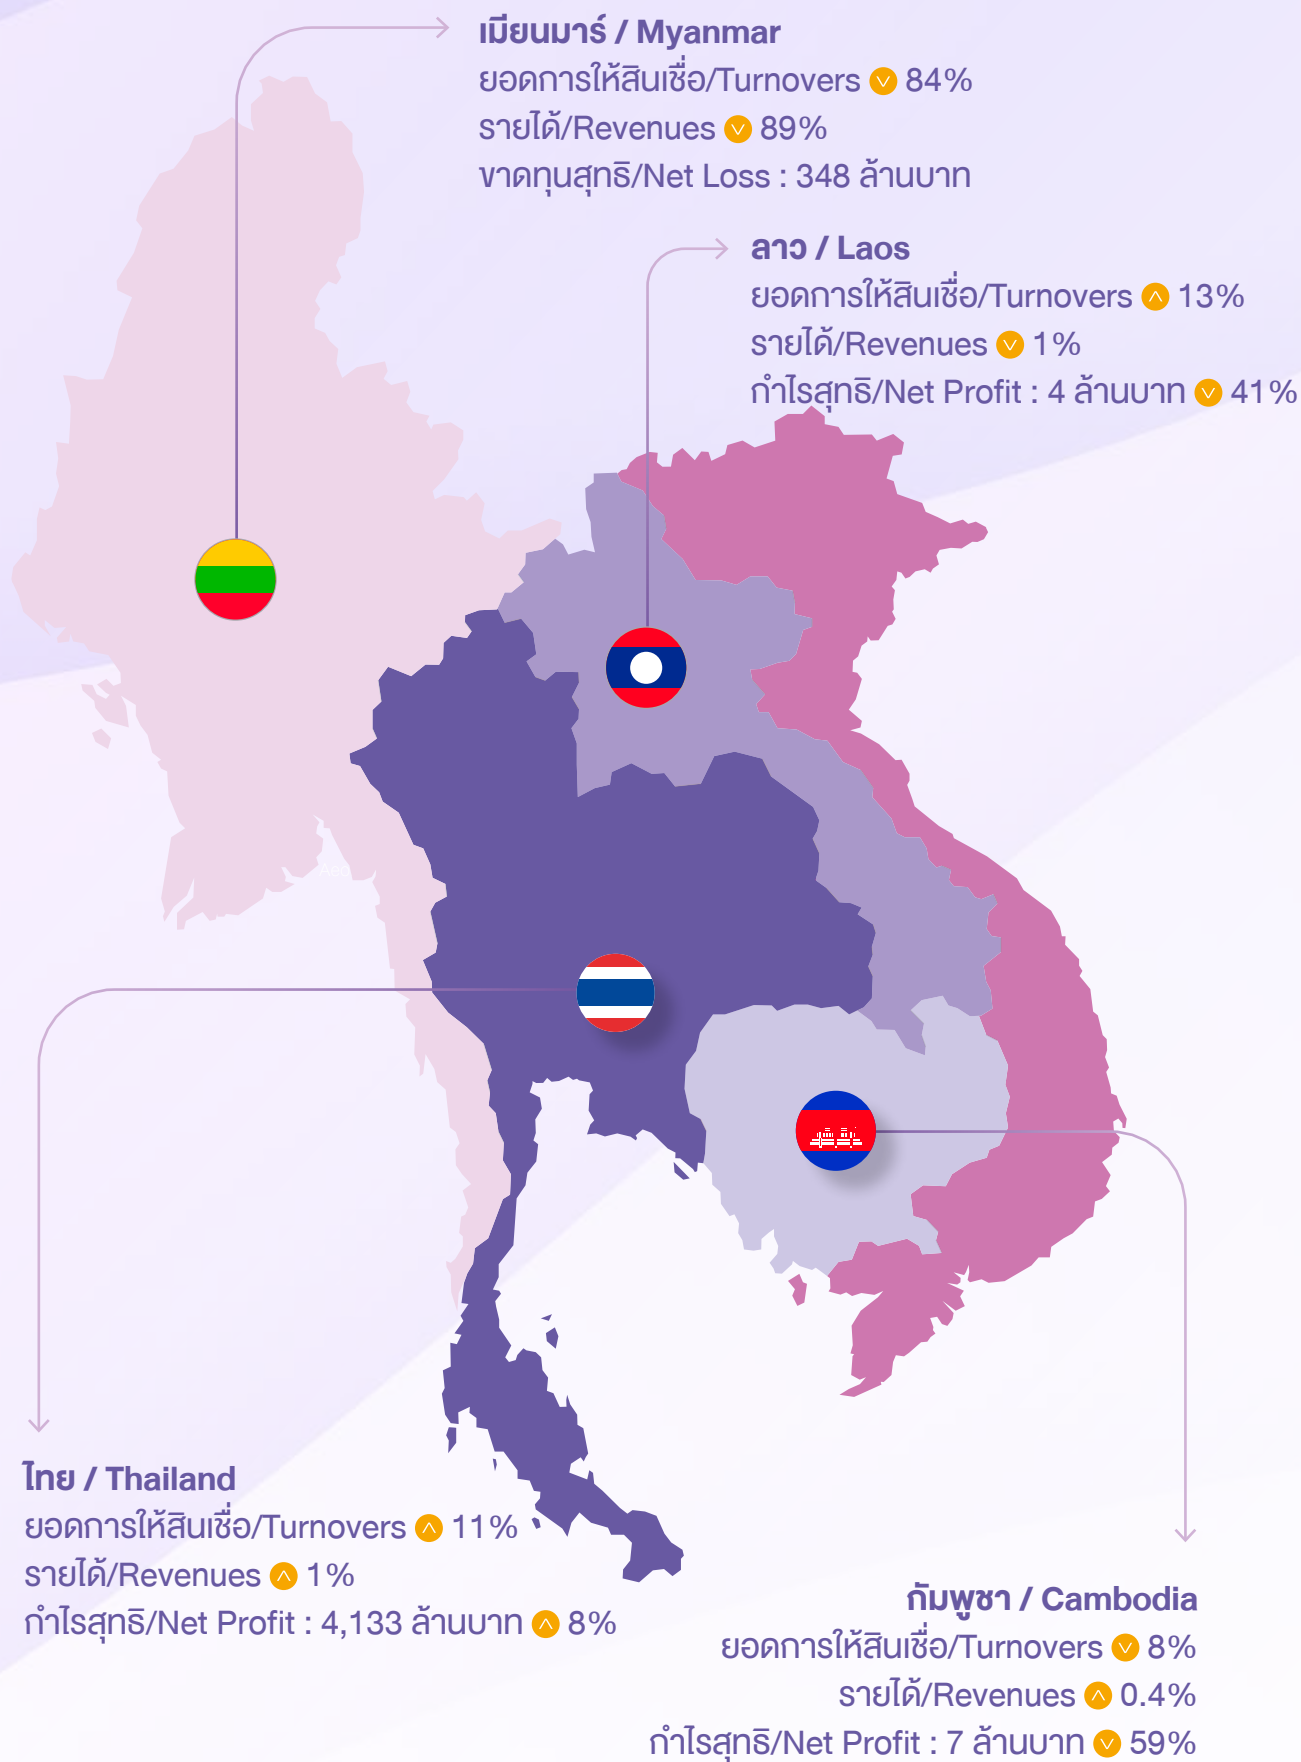 เมียนมาร์ / Myanmar
ยอดการให้สินเชื่อ/Turnovers 84%
รายได้/Revenues 89%
ขาดทุนสุทธิ/Net Loss : 348 ล้านบาท
ลาว / Laos
ยอดการให้สินเชื่อ/Turnovers 13%
รายได้/Revenues 1%
กำไรสุทธิ/Net Profit : 4 ล้านบาท 41%
Aeo
ไทย / Thailand
ยอดการให้สินเชื่อ/Turnovers 11%
รายได้/Revenues 1%
กำไรสุทธิ/Net Profit : 4,133 ล้านบาท 8%
กัมพูชา / Cambodia
ยอดการให้สินเชื่อ/Turnovers 8%
รายได้/Revenues 0.4%
กำไรสุทธิ/Net Profit : 7 ล้านบาท 59%